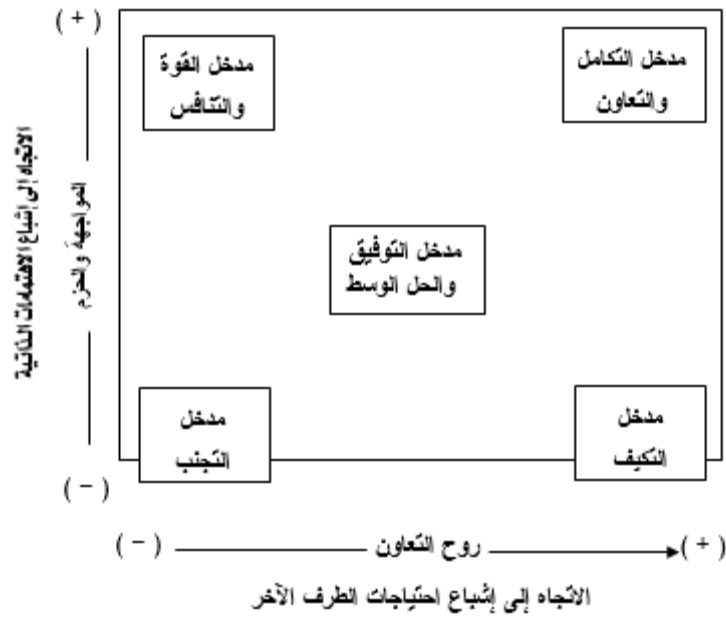 ( + )
مدخل القوة
والتنافس
مدخل التكامل
والتعاون
الاتجاه إلى إشباع الاهتمامات الذاتية
المواجهة والحزم
مدخل التوفيق
والحل الوسط
مدخل
التجنب
مدخل
التكيف
( − )
( − )
روح التعاون
( + )
الاتجاه إلى إشباع احتياجات الطرف الآخر